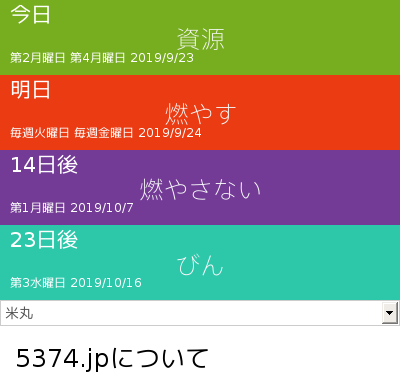 今日
資源
第2月曜日 第4月曜日 2019/9/23
明日
燃やす
毎週火曜日 毎週金曜日 2019/9/24
14日後
燃やさない
第1月曜日 2019/10/7
23日後
びん
第3水曜日 2019/10/16
米丸
5374.jpについて